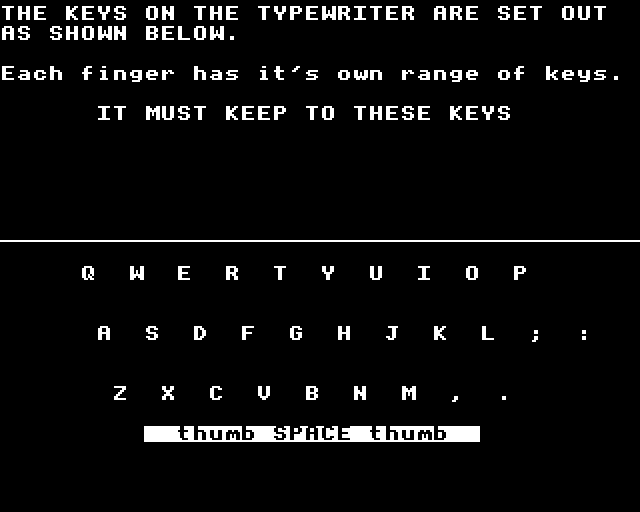 THE KEYS ON THE TYPEWRITER ARE SET OUT
AS SHOWN BELOW.
Each finger has it's own range of keys.
IT MUST KEEP TO THESE KEYS
Q W E R T Y U I O P
A S D F G H J K L ; :
Z X C V B N M , .
thumb SPACE thumb